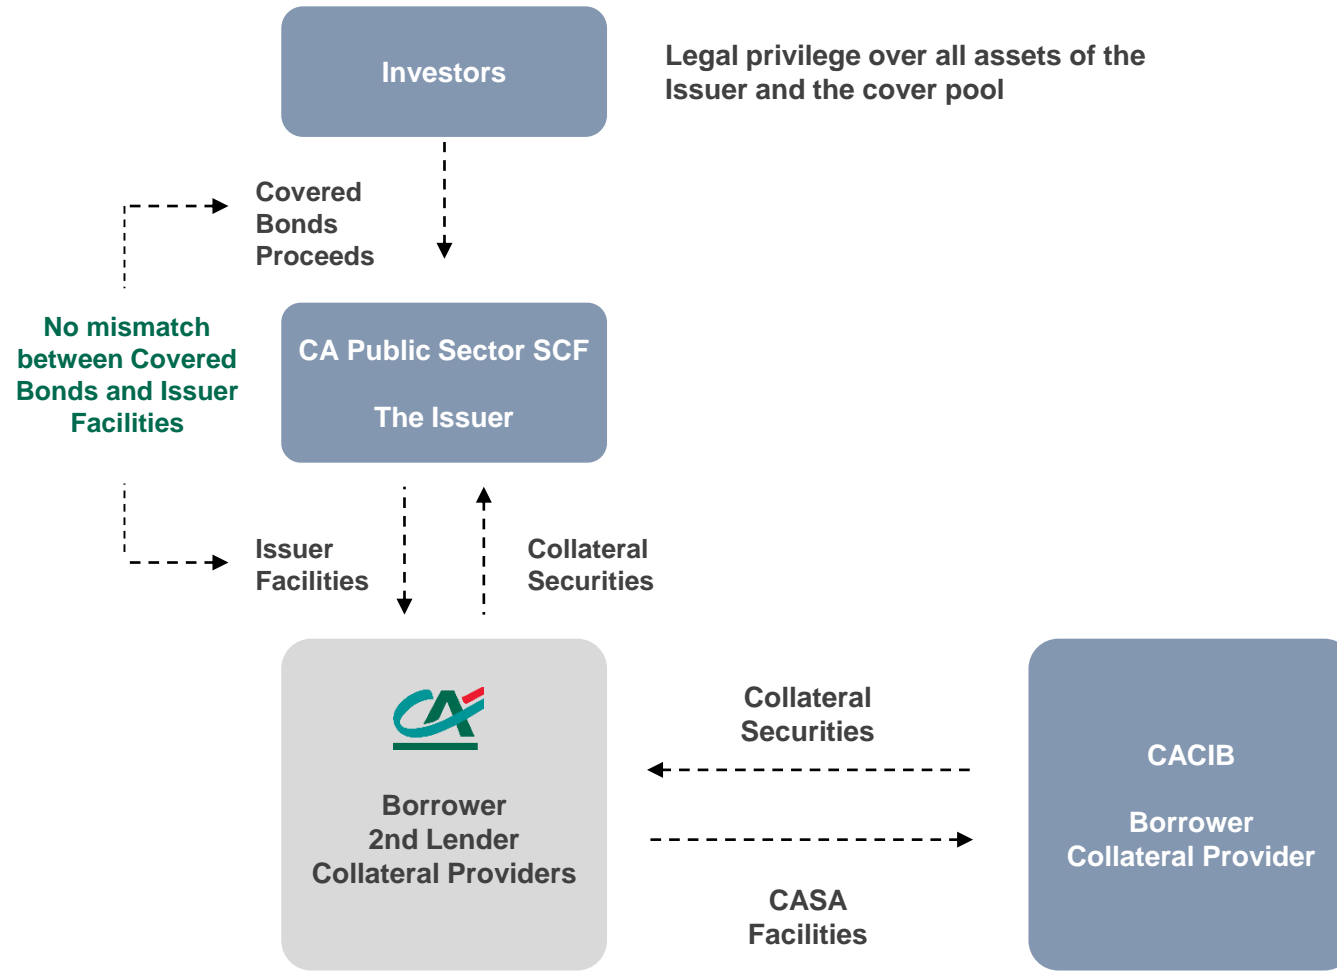 Investors
Legal privilege over all assets of the
Issuer and the cover pool
Covered
Bonds
Proceeds
No mismatch
between Covered
Bonds and Issuer
Facilities
CA Public Sector SCF
The Issuer
Issuer
Facilities
Collateral
Securities
CA
Borrower
2nd Lender
Collateral Providers
Collateral
Securities
CASA
Facilities
CACIB
Borrower
Collateral Provider